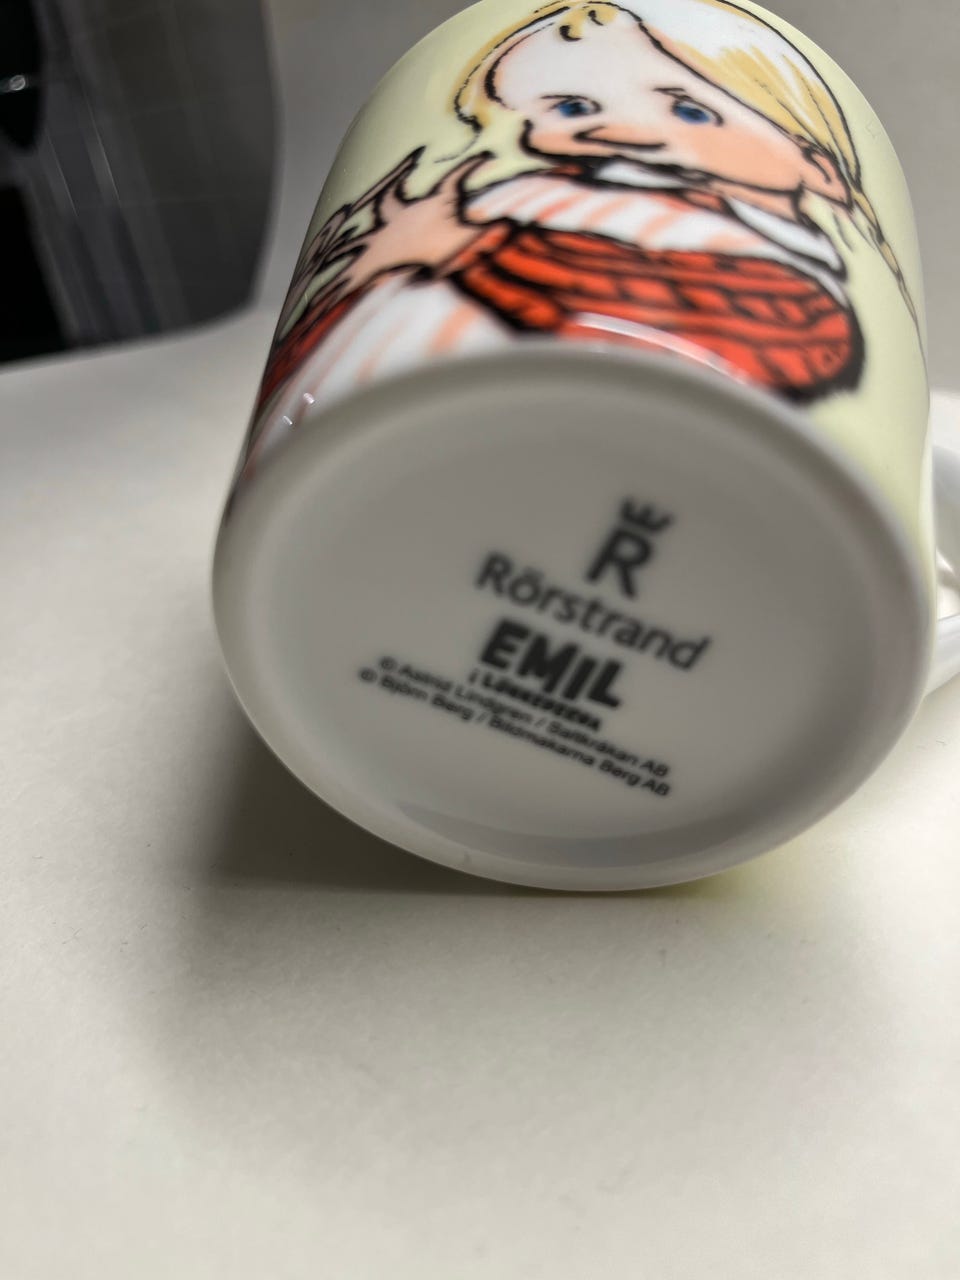 R
Rörstrand
EMIL
i LÖNNEBERGA
© Astrid Lindgren / Saltkråkan AB
© Björn Berg / Bildmakarna Berg AB